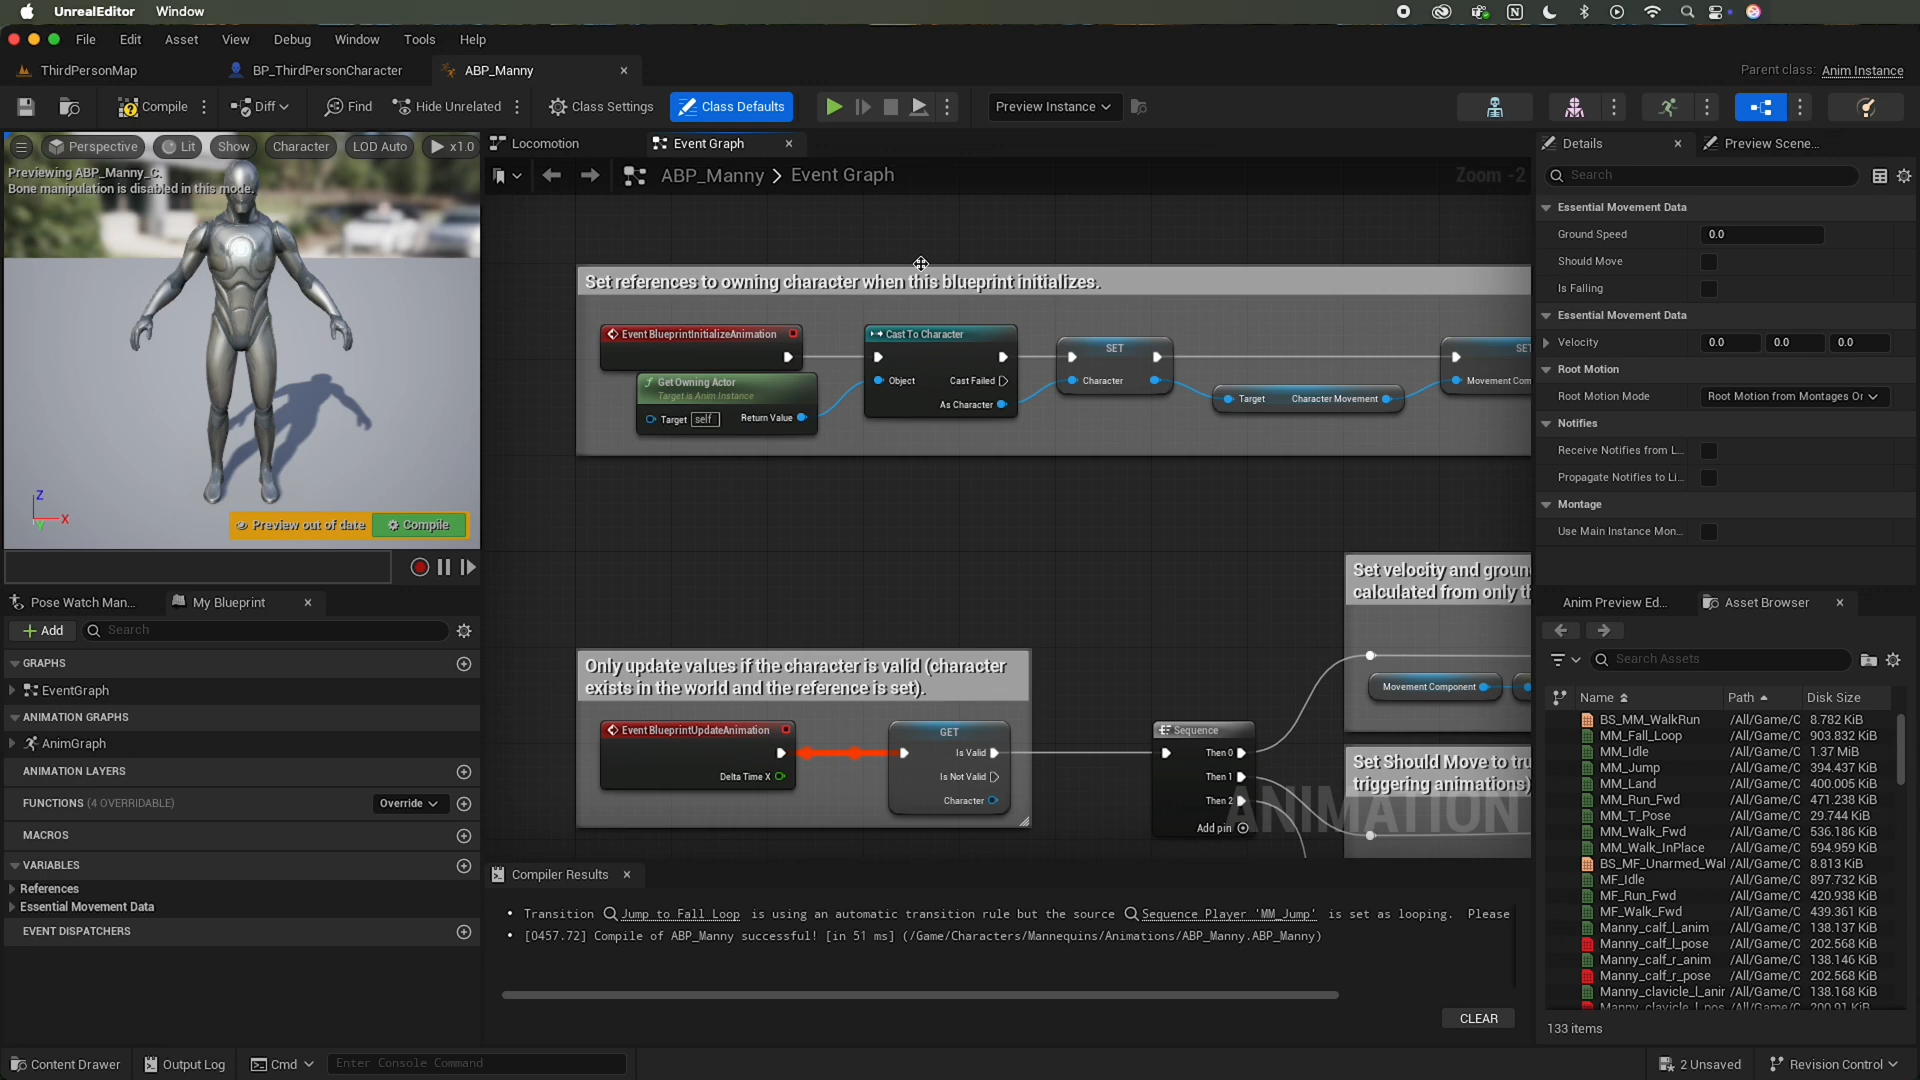 UnrealEditor Window
File Edit Asset View Debug Window Tools Help
ThirdPersonMap BP_ThirdPersonCharacter ABP_Manny Parent class: Anim Instance
Compile Diff Find Hide Unrelated Class Settings Class Defaults Preview Instance
Perspective Lit Show Character LOD Auto x1.0
Previewing ABP_Manny_C.
Bone manipulation is disabled in this mode.
Z
X
Y
Preview out of date Compile
Locomotion Event Graph
ABP_Manny > Event Graph Zoom -2
Set references to owning character when this blueprint initializes.
Event BlueprintInitializeAnimation
Get Owning Actor
Target is Anim Instance
Target self Return Value
Cast To Character
Object Cast Failed
As Character
SET
Character
Target Character Movement
SET
Movement Com
Only update values if the character is valid (character
exists in the world and the reference is set).
Event BlueprintUpdateAnimation
Delta Time X
GET
Is Valid
Is Not Valid
Character
Sequence
Then 0
Then 1
Then 2
Add pin
Set velocity and groun
calculated from only th
Movement Component
Set Should Move to tru
triggering animations)
ANIMATION
Details Preview Scene...
Search
Essential Movement Data
Ground Speed 0.0
Should Move
Is Falling
Essential Movement Data
Velocity 0.0 0.0 0.0
Root Motion
Root Motion Mode Root Motion from Montages Or
Notifies
Receive Notifies from L...
Propagate Notifies to Li...
Montage
Use Main Instance Mon...
Pose Watch Man... My Blueprint
Add Search
GRAPHS
EventGraph
ANIMATION GRAPHS
AnimGraph
ANIMATION LAYERS
FUNCTIONS (4 OVERRIDABLE) Override
MACROS
VARIABLES
References
Essential Movement Data
EVENT DISPATCHERS
Compiler Results
• Transition Jump to Fall Loop is using an automatic transition rule but the source Sequence Player 'MM_Jump' is set as looping. Please
• [0457.72] Compile of ABP_Manny successful! [in 51 ms] (/Game/Characters/Mannequins/Animations/ABP_Manny.ABP_Manny)
CLEAR
Anim Preview Ed... Asset Browser
Search Assets
Name Path Disk Size
BS_MM_WalkRun /All/Game/C 8.782 KiB
MM_Fall_Loop /All/Game/C 903.832 KiB
MM_Idle /All/Game/C 1.37 MiB
MM_Jump /All/Game/C 394.437 KiB
MM_Land /All/Game/C 400.005 KiB
MM_Run_Fwd /All/Game/C 471.238 KiB
MM_T_Pose /All/Game/C 29.744 KiB
MM_Walk_Fwd /All/Game/C 536.186 KiB
MM_Walk_InPlace /All/Game/C 594.959 KiB
BS_MF_Unarmed_Wal /All/Game/C 8.813 KiB
MF_Idle /All/Game/C 897.732 KiB
MF_Run_Fwd /All/Game/C 420.938 KiB
MF_Walk_Fwd /All/Game/C 439.361 KiB
Manny_calf_l_anim /All/Game/C 138.137 KiB
Manny_calf_l_pose /All/Game/C 202.568 KiB
Manny_calf_r_anim /All/Game/C 138.146 KiB
Manny_calf_r_pose /All/Game/C 202.568 KiB
Manny_clavicle_l_anir /All/Game/C 138.168 KiB
Manny_clavicle_l_pos /All/Game/C 200.91 KiB
133 items
Content Drawer Output Log Cmd Enter Console Command 2 Unsaved Revision Control